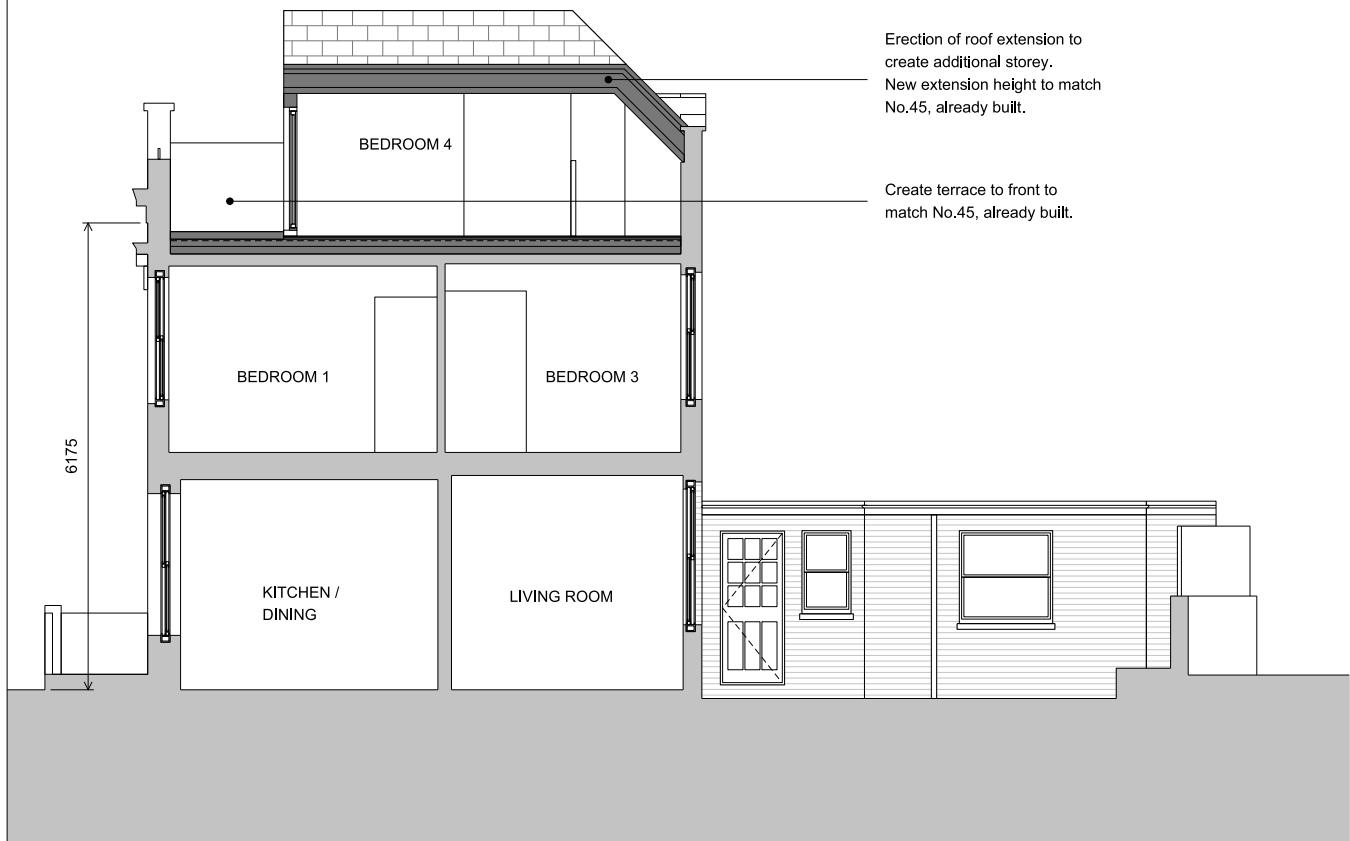 Erection of roof extension to
create additional storey.
New extension height to match
No.45, already built.
BEDROOM 4
Create terrace to front to
match No.45, already built.
BEDROOM 1
BEDROOM 3
6175
KITCHEN /
DINING
LIVING ROOM